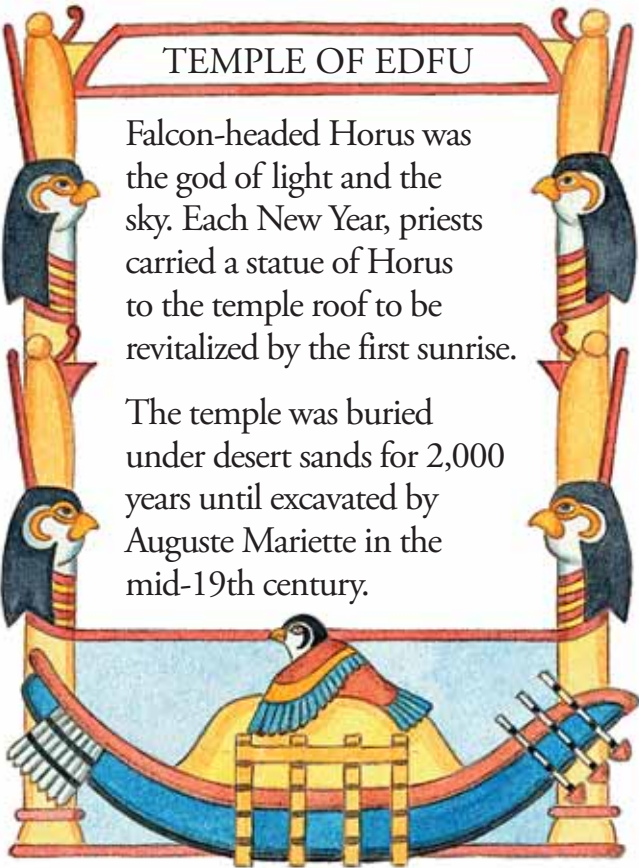 TEMPLE OF EDFU
Falcon-headed Horus was
the god of light and the
sky. Each New Year, priests
carried a statue of Horus
to the temple roof to be
revitalized by the first sunrise.
The temple was buried
under desert sands for 2,000
years until excavated by
Auguste Mariette in the
mid-19th century.